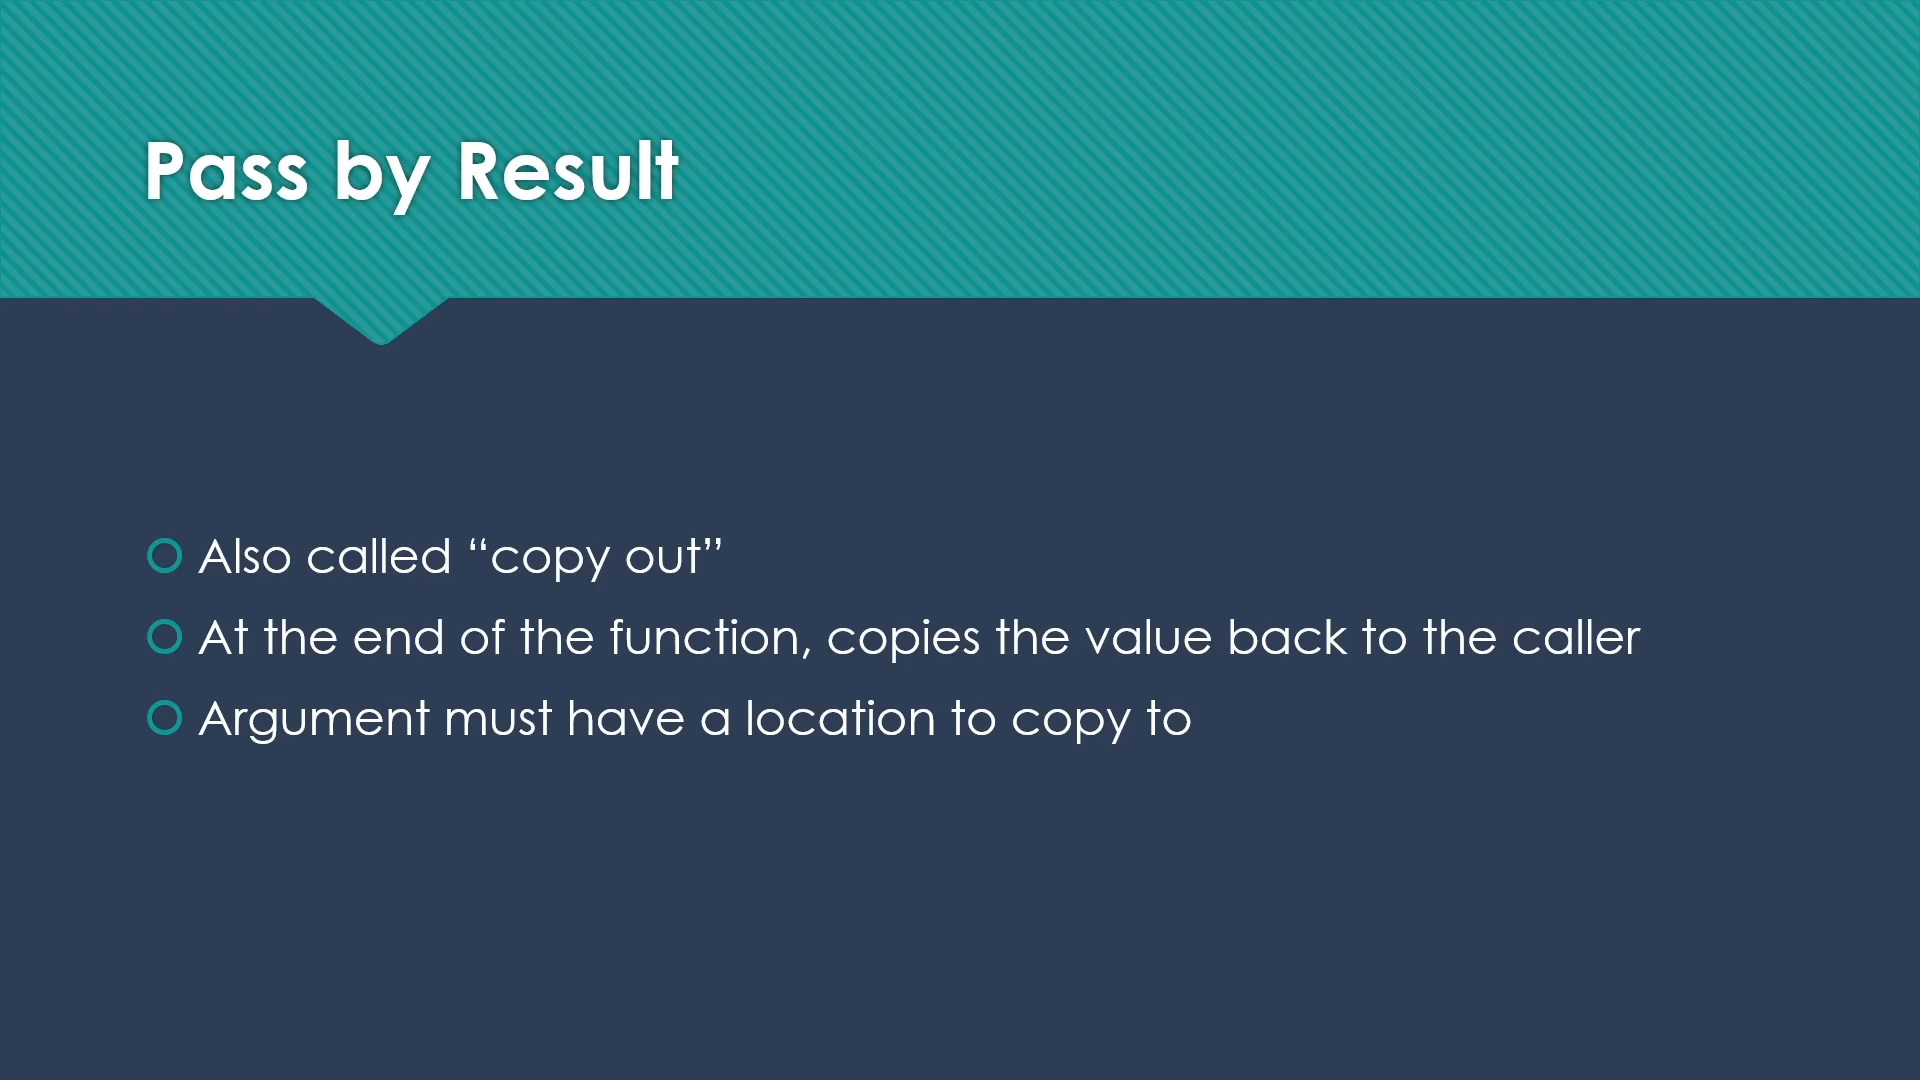 Pass by Result
Also called “copy out”
At the end of the function, copies the value back to the caller
Argument must have a location to copy to